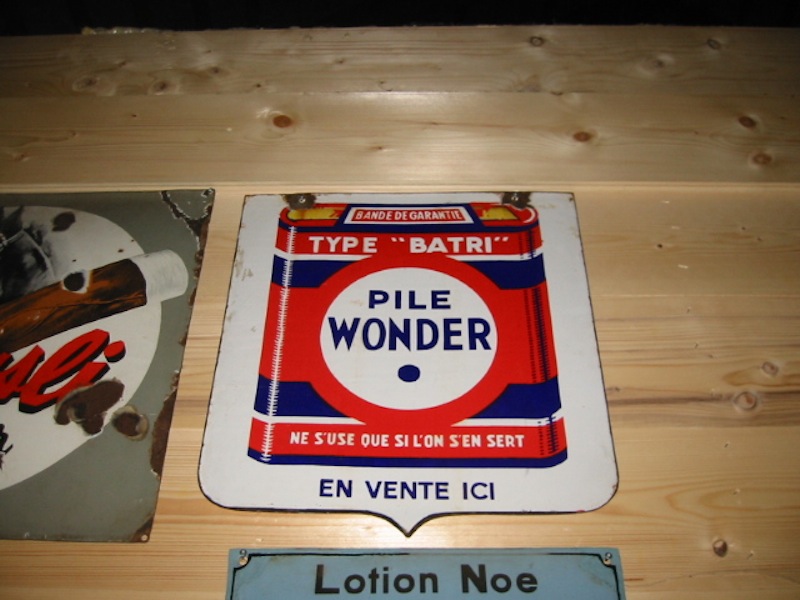 BANDE DE GARANTIE
TYPE "BATRI"
PILE
WONDER
NE S'USE QUE SI L'ON S'EN SERT
EN VENTE ICI
Lotion Noe